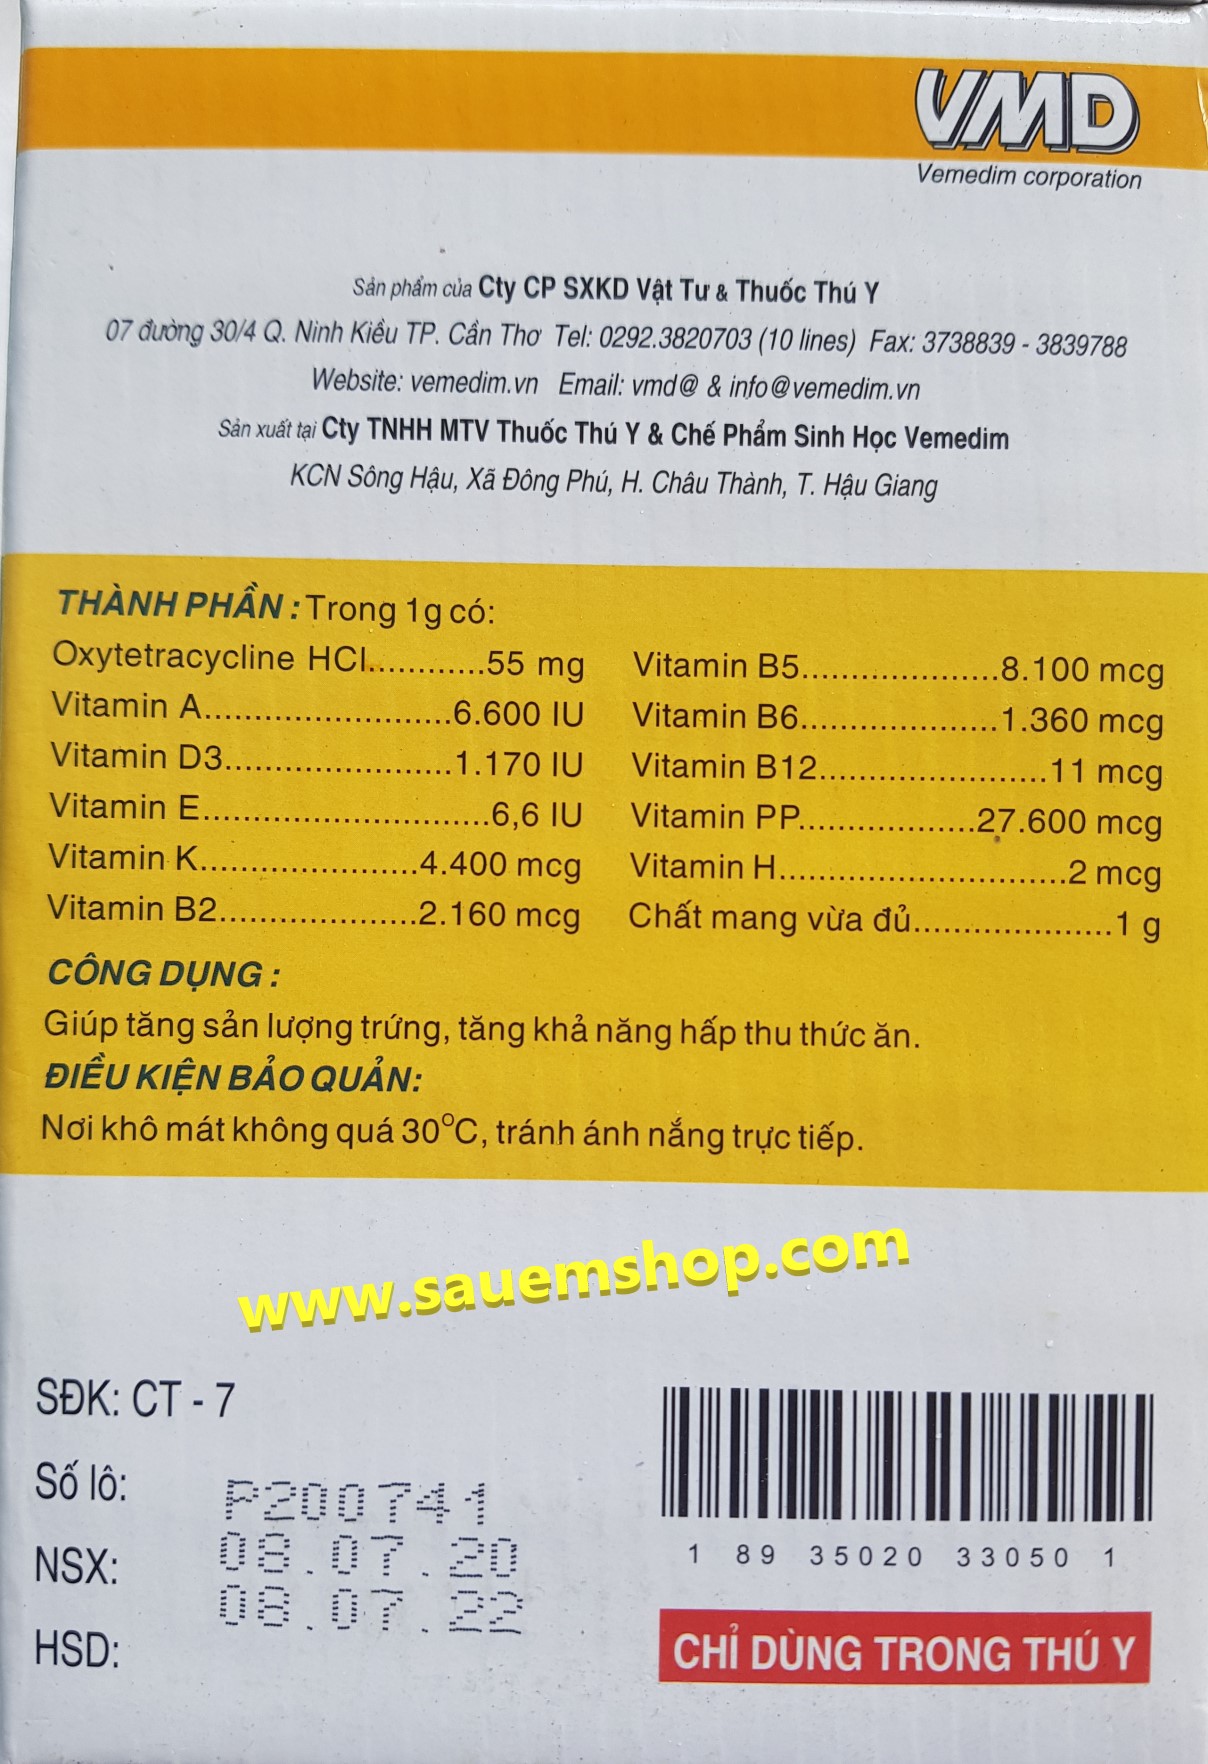 VMD
Vemedim corporation
Sản phẩm của Cty CP SXKD Vật Tư & Thuốc Thú Y
07 đường 30/4 Q. Ninh Kiều TP. Cần Thơ Tel: 0292.3820703 (10 lines) Fax: 3738839 - 3839788
Website: vemedim.vn Email: vmd@ & info@vemedim.vn
Sản xuất tại Cty TNHH MTV Thuốc Thú Y & Chế Phẩm Sinh Học Vemedim
KCN Sông Hậu, Xã Đông Phú, H. Châu Thành, T. Hậu Giang
THÀNH PHẦN : Trong 1g có:
Oxytetracycline HCl............55 mg
Vitamin A.........................6.600 IU
Vitamin D3.......................1.170 IU
Vitamin E.............................6,6 IU
Vitamin K......................4.400 mcg
Vitamin B2....................2.160 mcg
Vitamin B5....................8.100 mcg
Vitamin B6....................1.360 mcg
Vitamin B12.......................11 mcg
Vitamin PP..................27.600 mcg
Vitamin H.............................2 mcg
Chất mang vừa đủ....................1 g
CÔNG DỤNG :
Giúp tăng sản lượng trứng, tăng khả năng hấp thu thức ăn.
ĐIỀU KIỆN BẢO QUẢN:
Nơi khô mát không quá 30°C, tránh ánh nắng trực tiếp.
www.sauemshop.com
SĐK: CT - 7
Số lô: P200741
NSX: 08.07.20
HSD: 08.07.22
1 89 35020 33050 1
CHỈ DÙNG TRONG THÚ Y